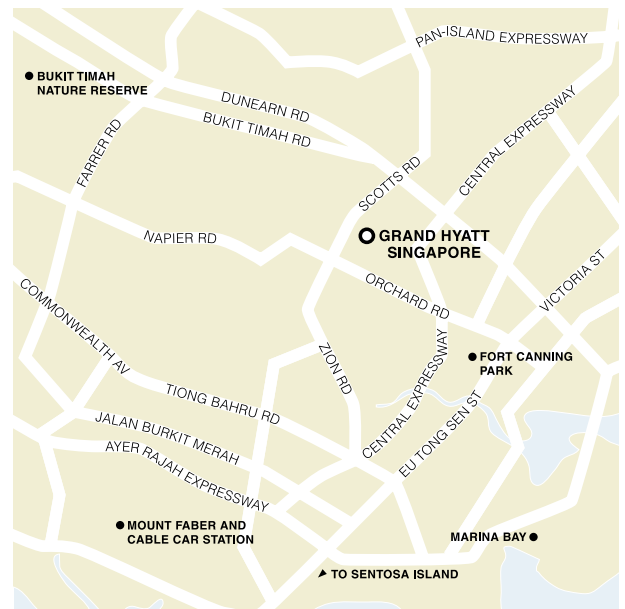 PAN-ISLAND EXPRESSWAY
BUKIT TIMAH
NATURE RESERVE
DUNEARN RD
BUKIT TIMAH RD
CENTRAL EXPRESSWAY
FARRER RD
SCOTTS RD
NAPIER RD
GRAND HYATT
SINGAPORE
ORCHARD RD
VICTORIA ST
COMMONWEALTH AV
ZION RD
CENTRAL EXPRESSWAY
FORT CANNING
PARK
TIONG BAHRU RD
EU TONG SEN ST
JALAN BURKIT MERAH
AYER RAJAH EXPRESSWAY
MOUNT FABER AND
CABLE CAR STATION
MARINA BAY
TO SENTOSA ISLAND